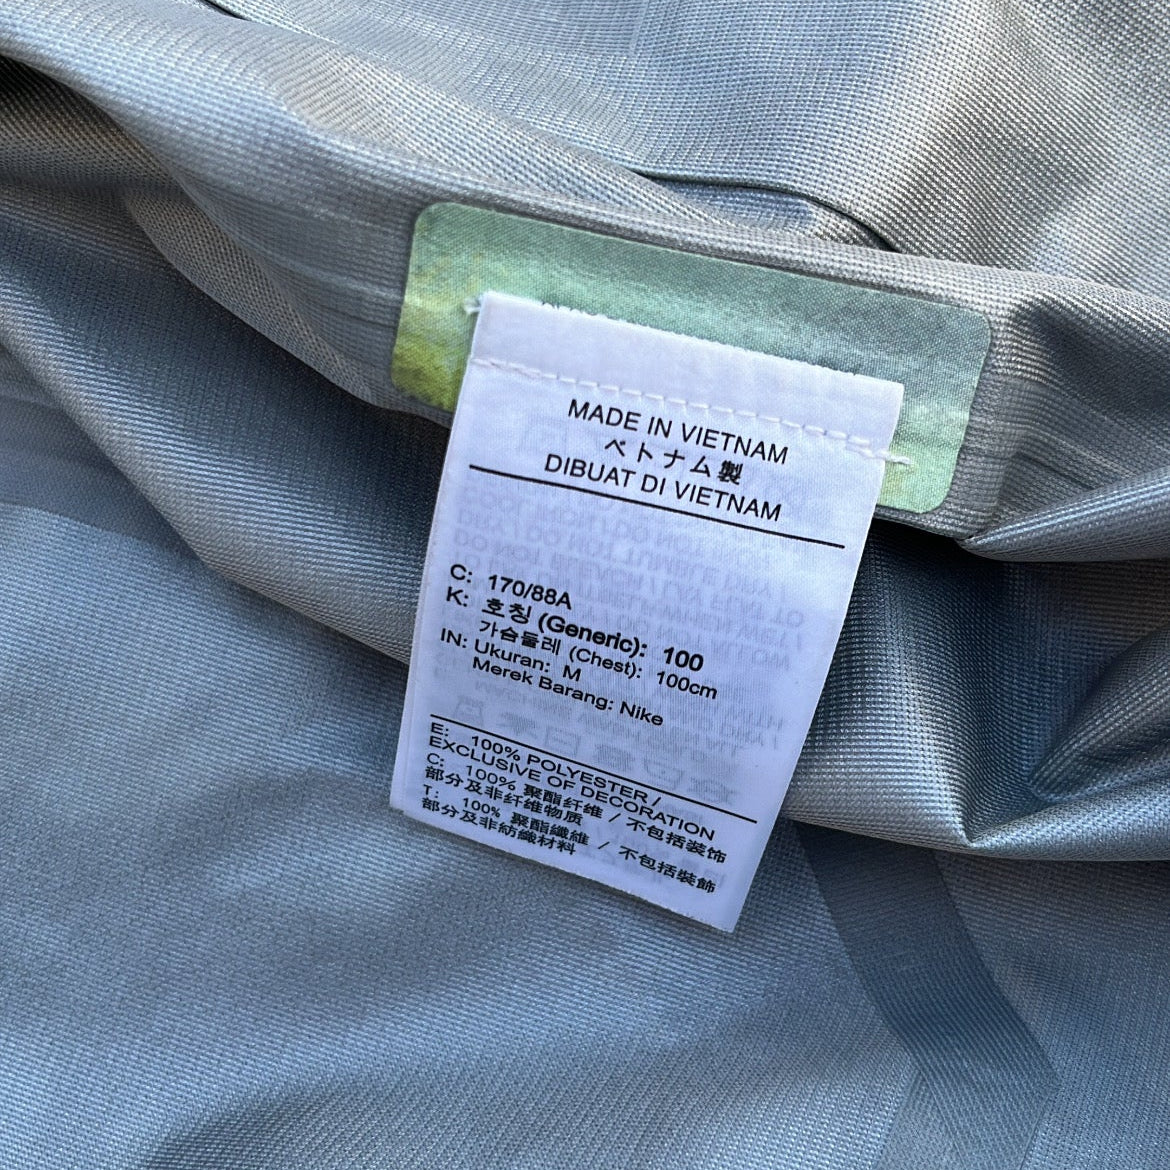 MADE IN VIETNAM
ベトナム製
DIBUAT DI VIETNAM
C: 170/88A
K: 호칭 (Generic): 100
가슴둘레 (Chest): 100cm
IN: Ukuran: M
Merek Barang: Nike
E: 100% POLYESTER /
EXCLUSIVE OF DECORATION
C: 100% 聚酯纤维 / 不包括装饰
部分及非纤维物质
T: 100% 聚酯纖維 / 不包括裝飾
部分及非紡織材料